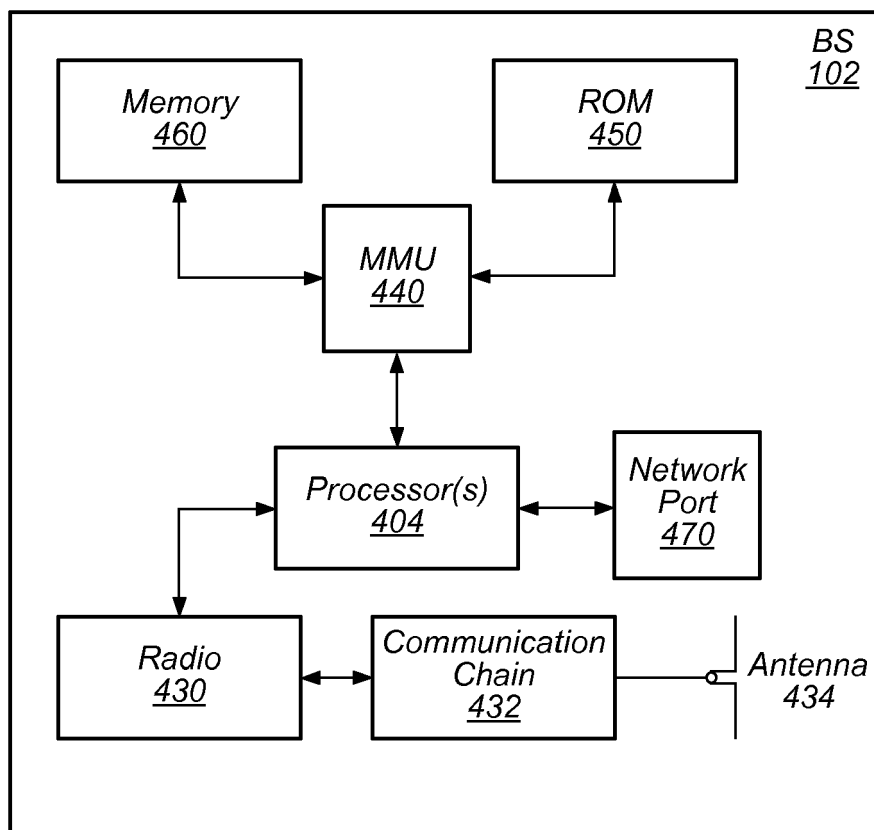 BS
102
Memory
460
ROM
450
MMU
440
Processor(s)
404
Network
Port
470
Radio
430
Communication
Chain
432
Antenna
434